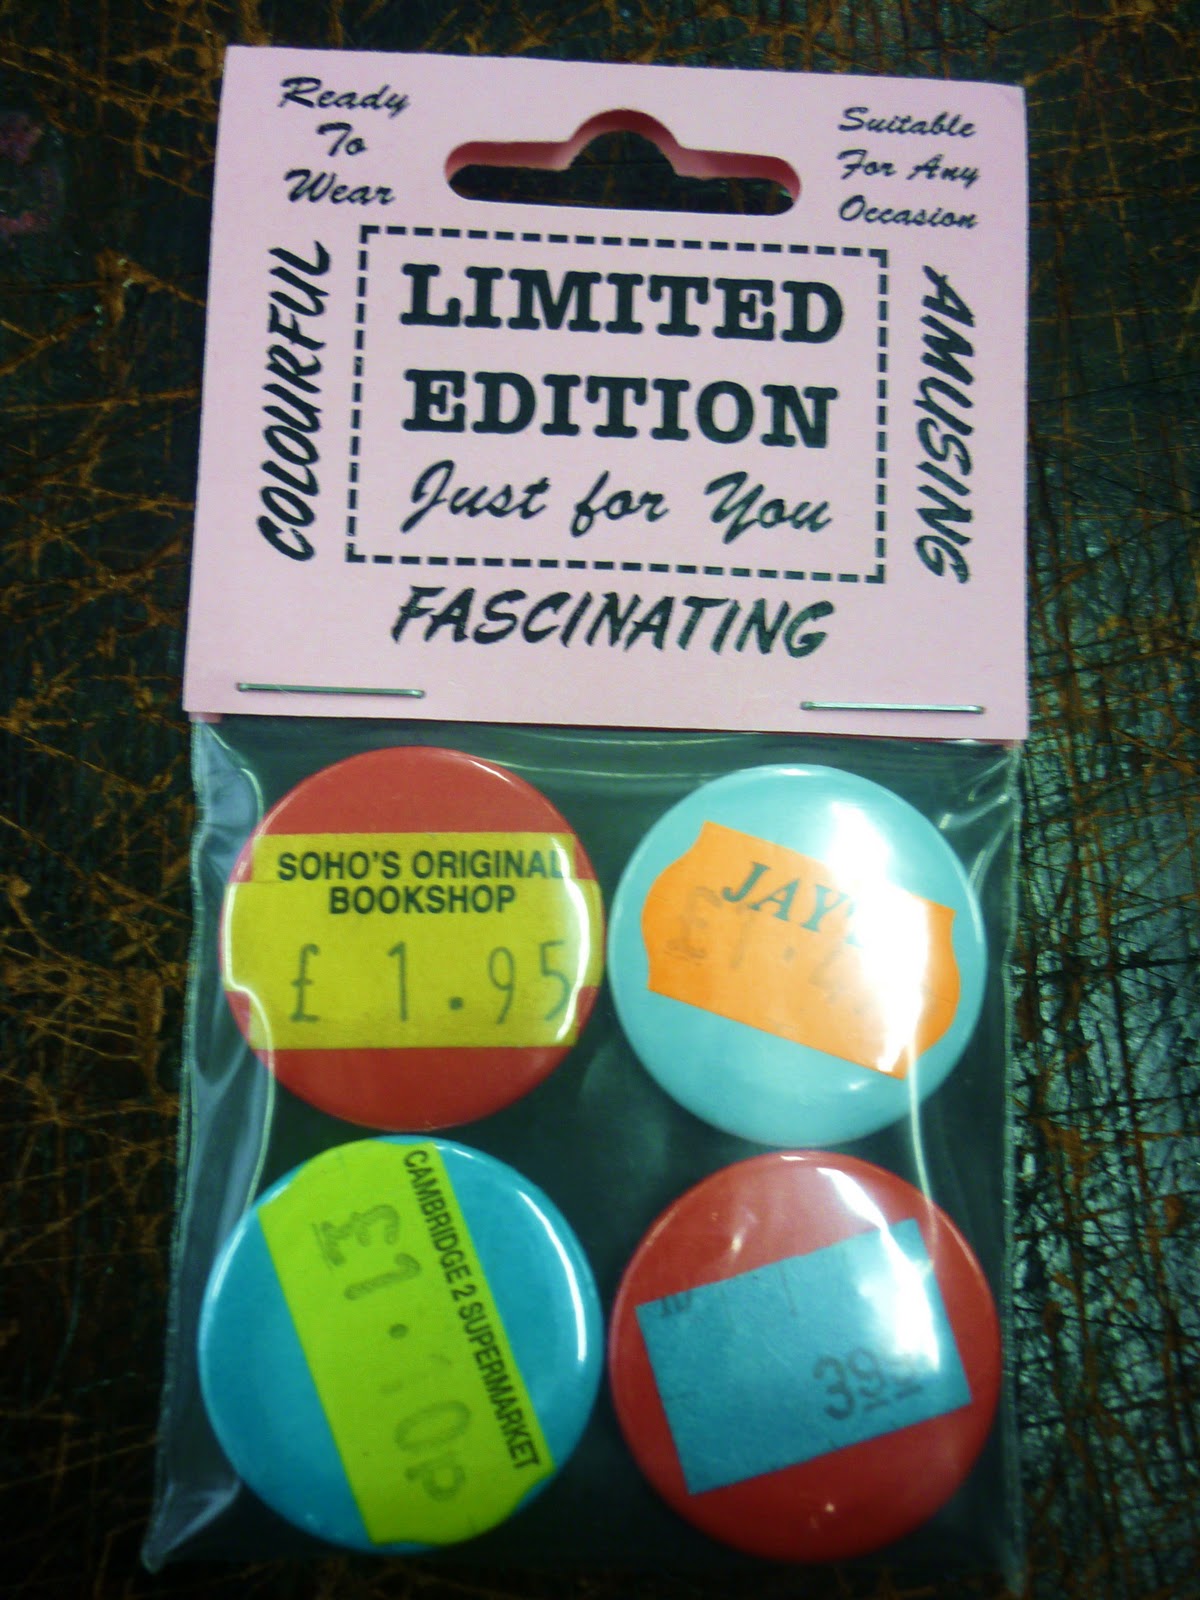 Ready
To
Wear
Suitable
For Any
Occasion
COLOURFUL
LIMITED
EDITION
Just for You
AMUSING
FASCINATING
SOHO'S ORIGINAL
BOOKSHOP
£ 1.95
CAMBRIDGE 2 SUPERMARKET